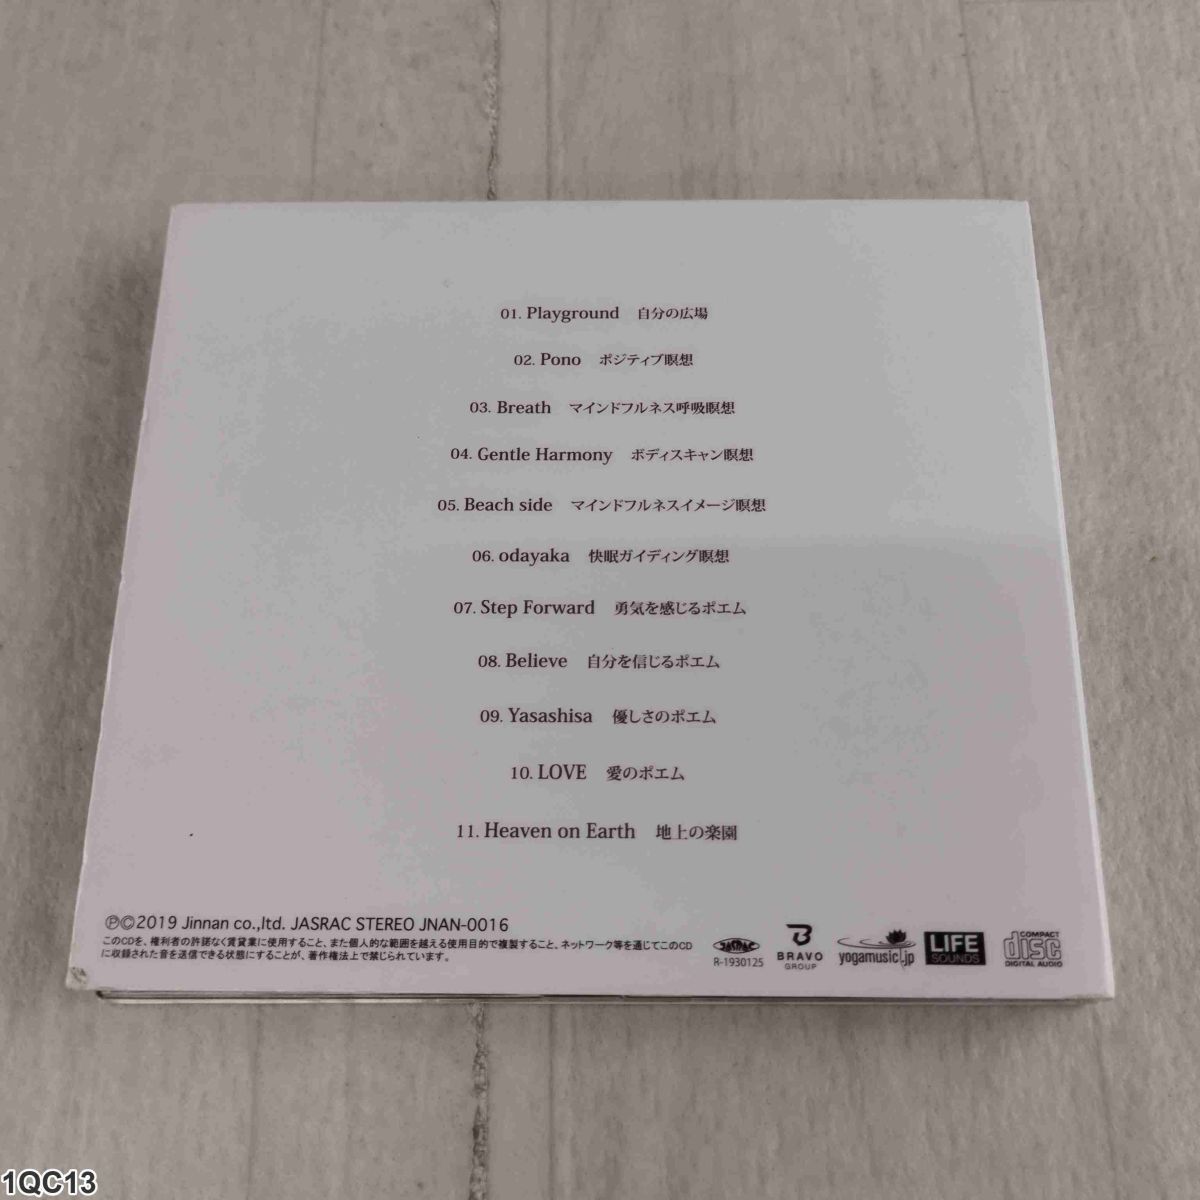 01. Playground 自分の広場
02. Pono ポジティブ瞑想
03. Breath マインドフルネス呼吸瞑想
04. Gentle Harmony ボディスキャン瞑想
05. Beach side マインドフルネスイメージ瞑想
06. odayaka 快眠ガイディング瞑想
07. Step Forward 勇気を感じるポエム
08. Believe 自分を信じるポエム
09. Yasashisa 優しさのポエム
10. LOVE 愛のポエム
11. Heaven on Earth 地上の楽園
℗©2019 Jinnan co.,ltd. JASRAC STEREO JNAN-0016
このCDを、権利者の許諾なく賃貸業に使用すること、また個人的な範囲を越える使用目的で複製すること、ネットワーク等を通じてこのCD
に収録された音を送信できる状態にすることが、著作権法上で禁じられています。
JASRAC
R-1930125
BRAVO
GROUP
yogamusic.jp
LIFE
SOUNDS
COMPACT
disc
DIGITAL AUDIO
1QC13